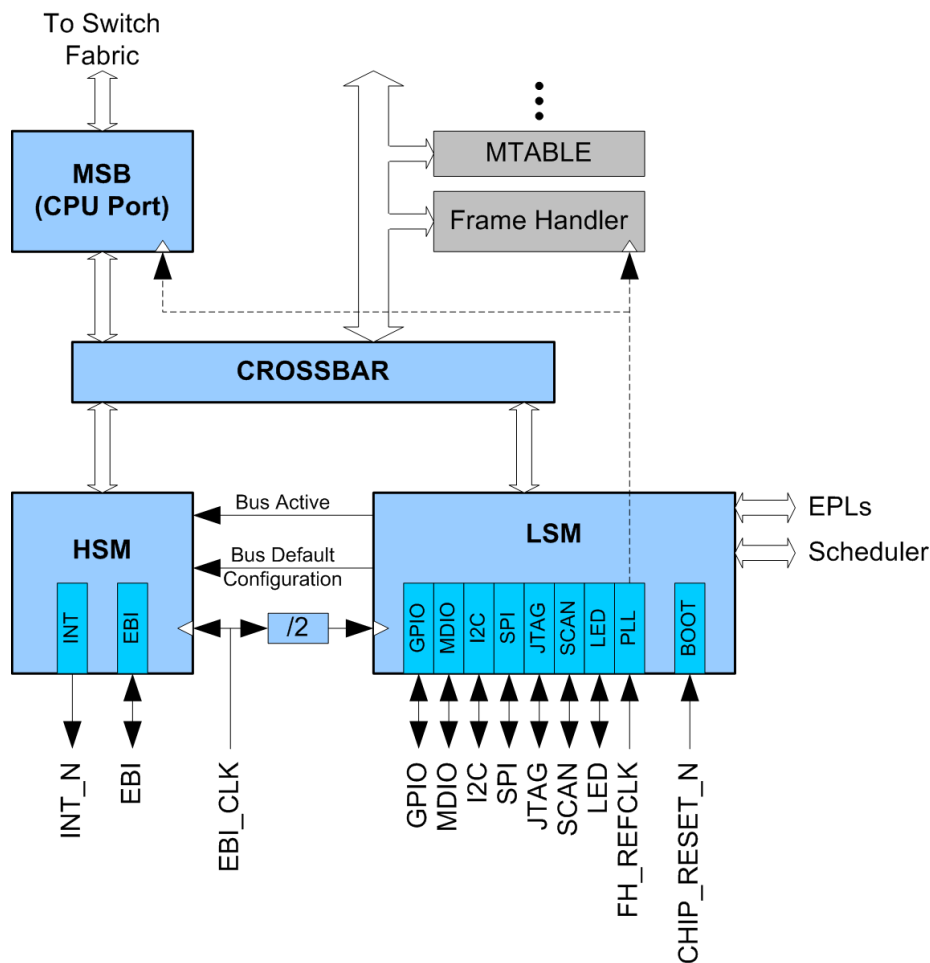 To Switch
Fabric
MSB
(CPU Port)
MTABLE
Frame Handler
CROSSBAR
HSM
Bus Active
Bus Default
Configuration
LSM
EPLs
Scheduler
INT
EBI
/2
GPIO
MDIO
I2C
SPI
JTAG
SCAN
LED
PLL
BOOT
INT_N
EBI
EBI_CLK
GPIO
MDIO
I2C
SPI
JTAG
SCAN
LED
FH_REFCLK
CHIP_RESET_N